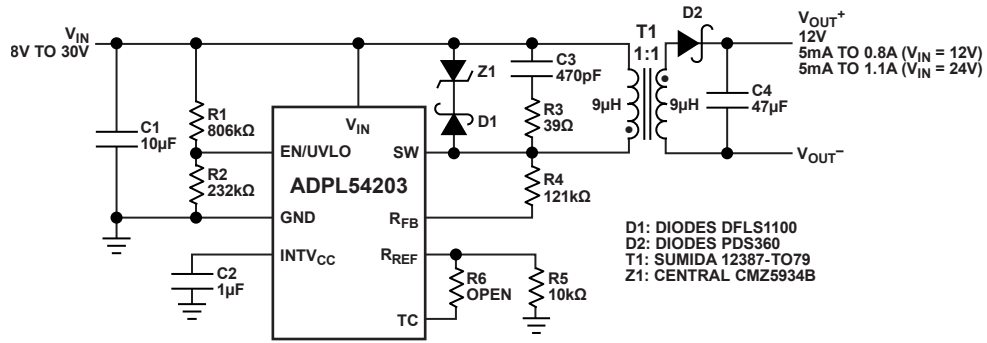 VIN
8V TO 30V
C1
10µF
R1
806kΩ
R2
232kΩ
C2
1µF
VIN
EN/UVLO
SW
ADPL54203
GND
RFB
INTVCC
RREF
TC
Z1
D1
C3
470pF
R3
39Ω
R4
121kΩ
R6
OPEN
R5
10kΩ
T1
1:1
9µH
9µH
D2
C4
47µF
VOUT+
12V
5mA TO 0.8A (VIN = 12V)
5mA TO 1.1A (VIN = 24V)
VOUT−
D1: DIODES DFLS1100
D2: DIODES PDS360
T1: SUMIDA 12387-TO79
Z1: CENTRAL CMZ5934B